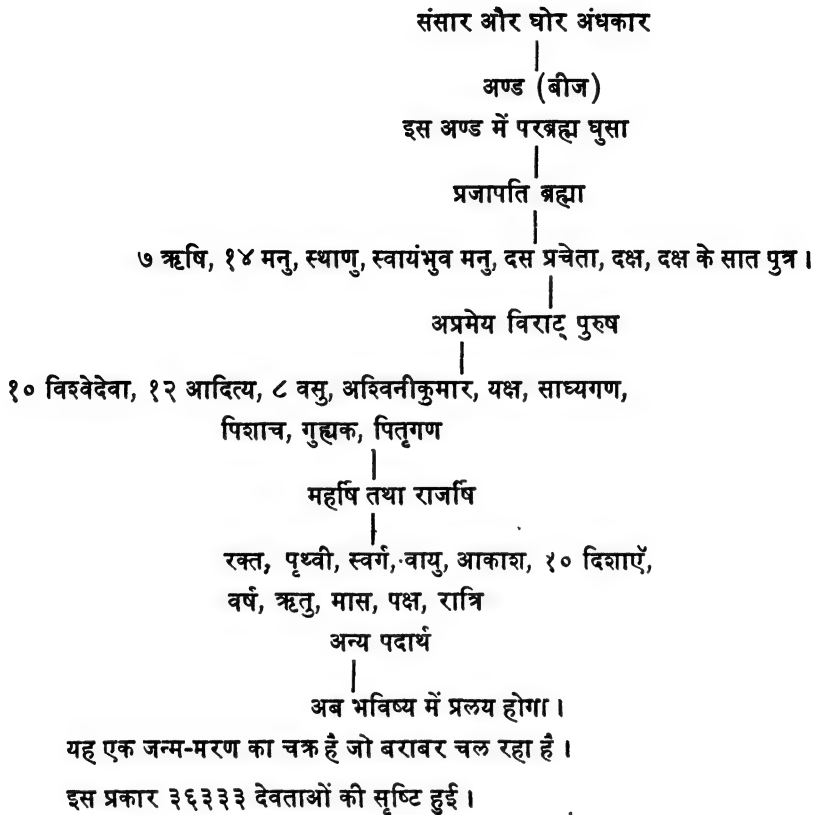 संसार और घोर अंधकार
अण्ड (बीज)
इस अण्ड में परब्रह्म घुसा
प्रजापति ब्रह्मा
७ ऋषि, १४ मनु, स्थाणु, स्वायंभुव मनु, दस प्रचेता, दक्ष, दक्ष के सात पुत्र।
अप्रमेय विराट् पुरुष
१० विश्वेदेवा, १२ आदित्य, ८ वसु, अश्विनीकुमार, यक्ष, साध्यगण,
पिशाच, गुह्यक, पितृगण
महर्षि तथा राजर्षि
रक्त, पृथ्वी, स्वर्ग, वायु, आकाश, १० दिशाएँ,
वर्ष, ऋतु, मास, पक्ष, रात्रि
अन्य पदार्थ
अब भविष्य में प्रलय होगा।
यह एक जन्म-मरण का चक्र है जो बराबर चल रहा है।
इस प्रकार ३६३३३ देवताओं की सृष्टि हुई।